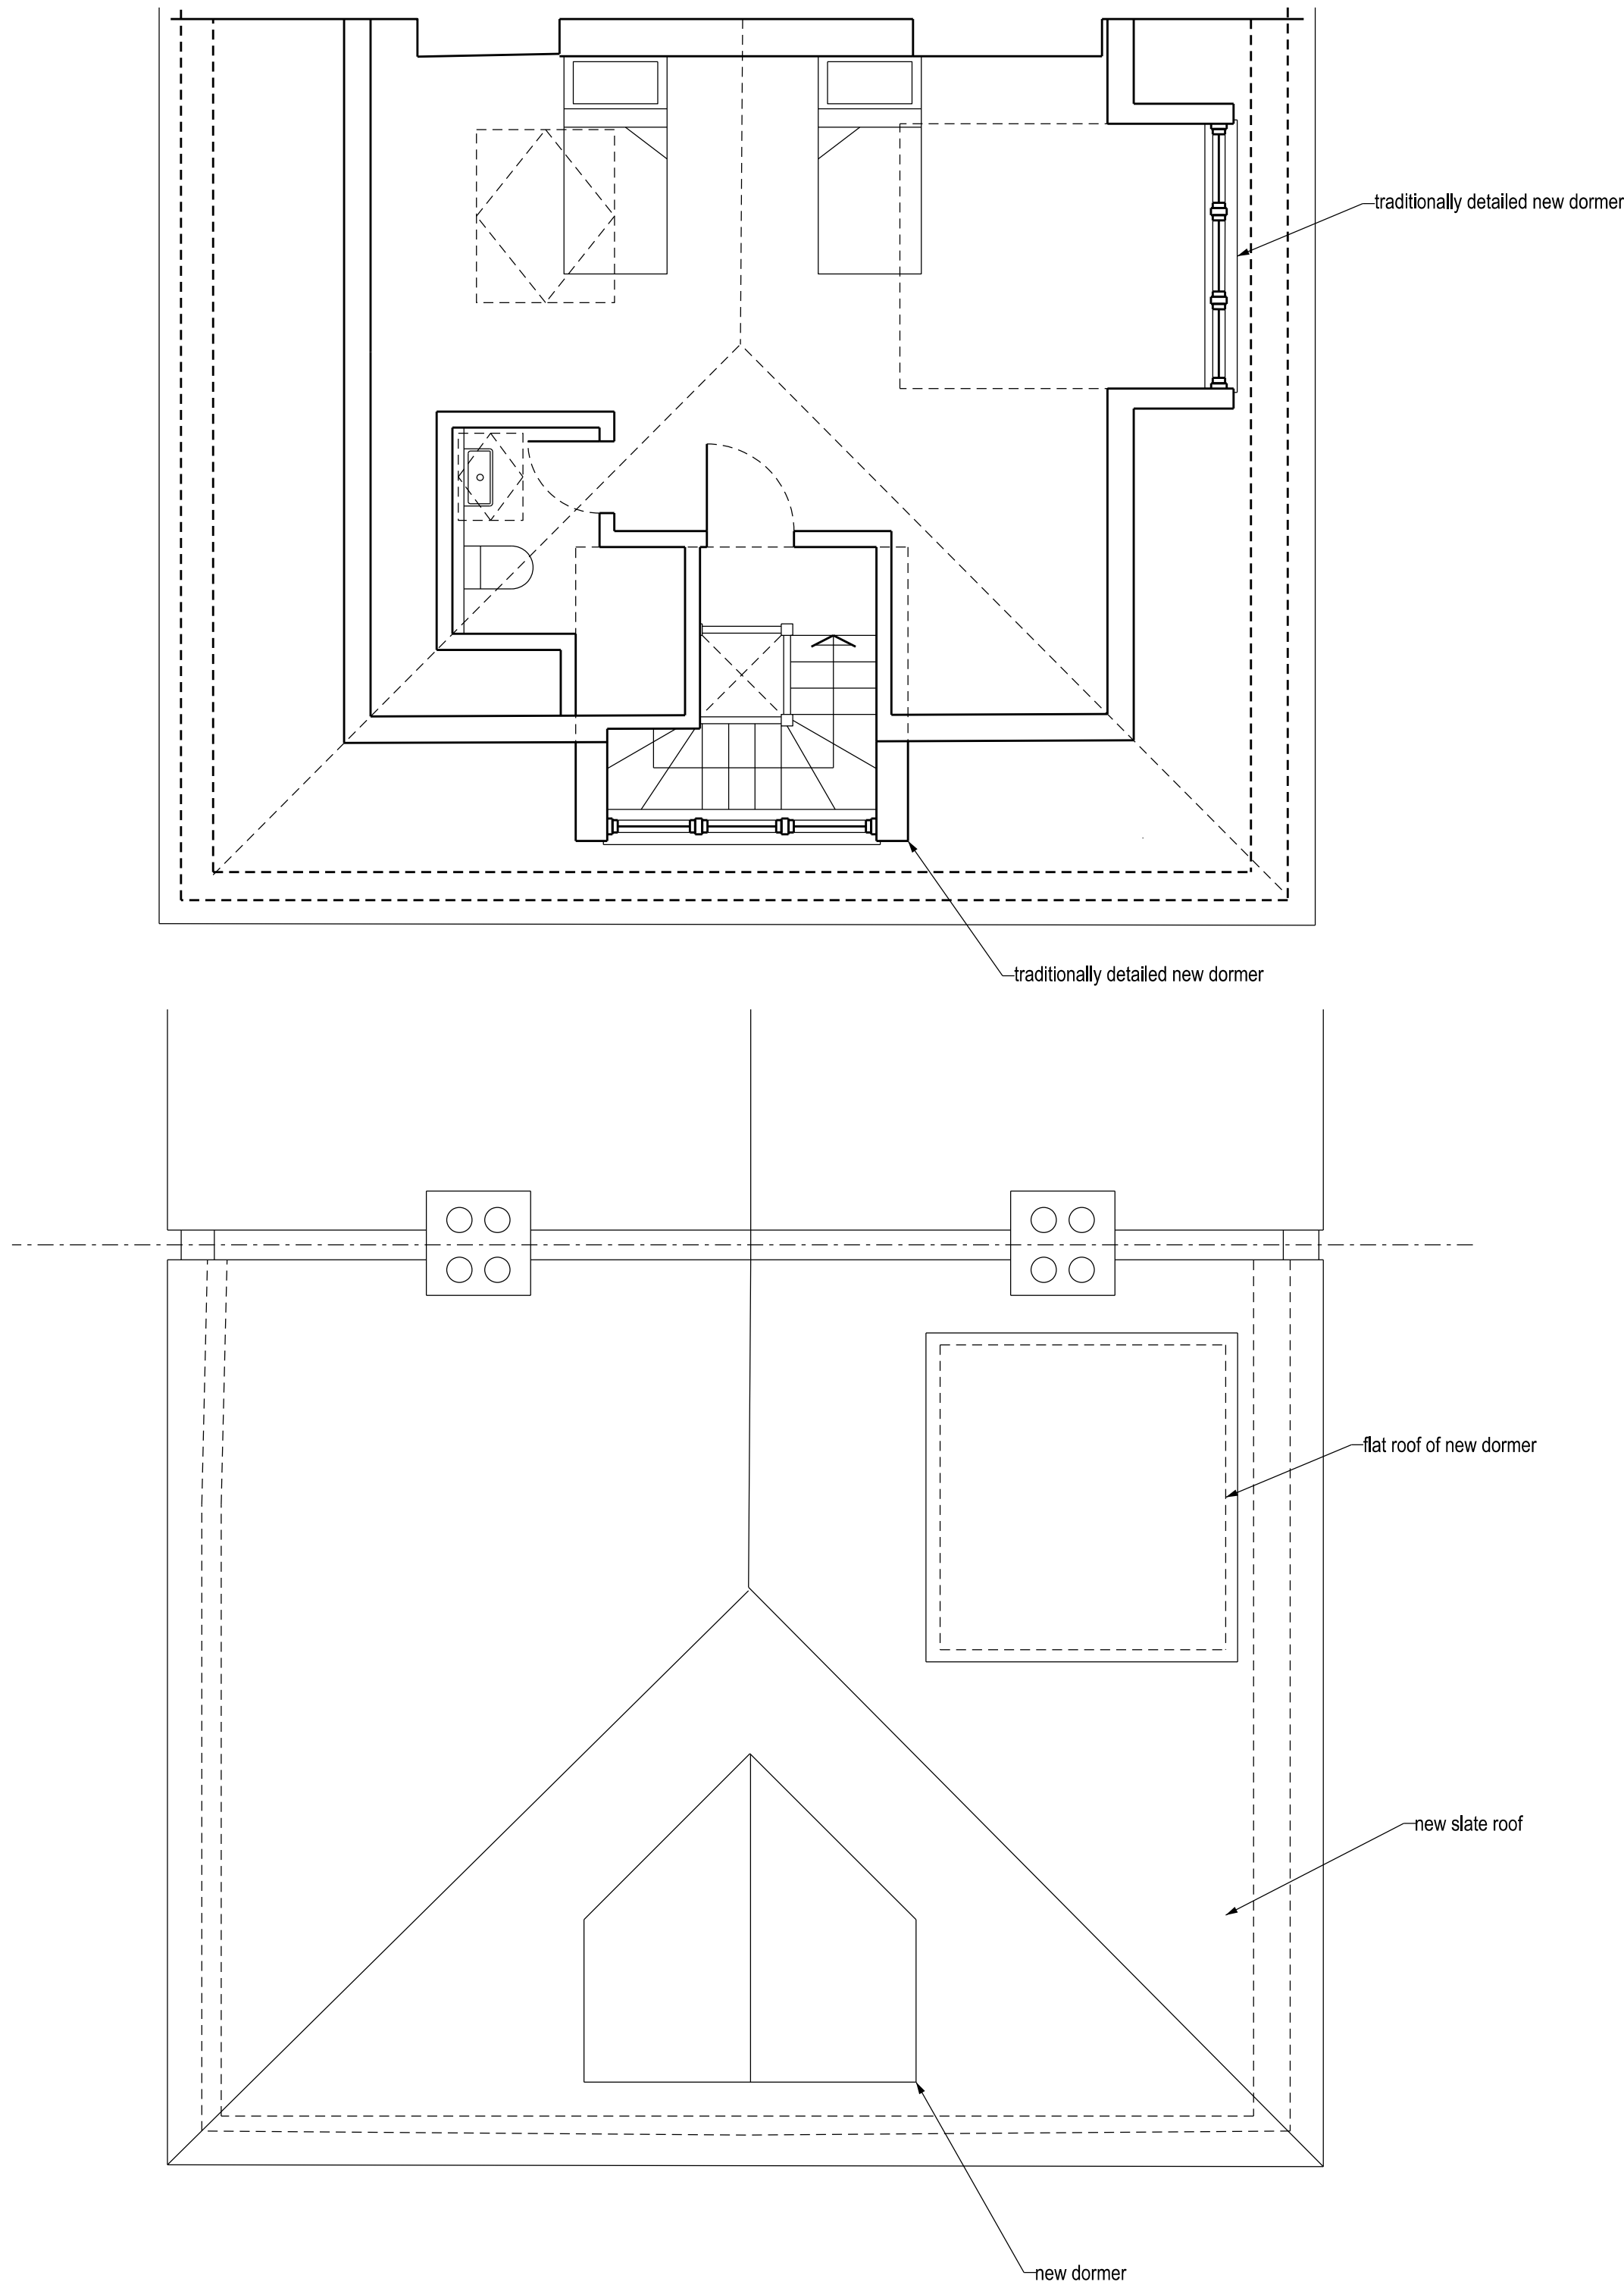 traditionally detailed new dormer
traditionally detailed new dormer
flat roof of new dormer
new slate roof
new dormer